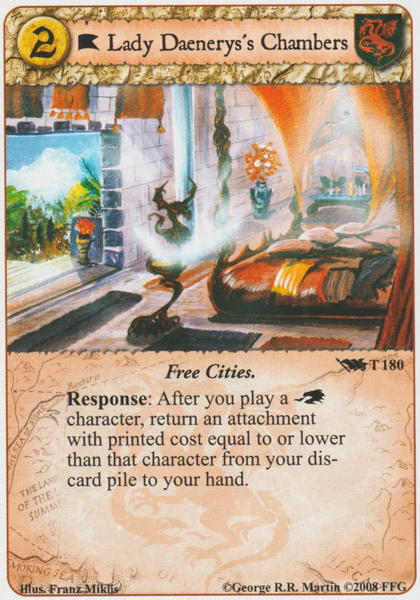 2 Lady Daenerys's Chambers
Free Cities.
T 180
Response: After you play a
character, return an attachment
with printed cost equal to or lower
than that character from your dis-
card pile to your hand.
SMOKING SEA
Illus. Franz Miklis
©George R.R. Martin ©2008 FFG